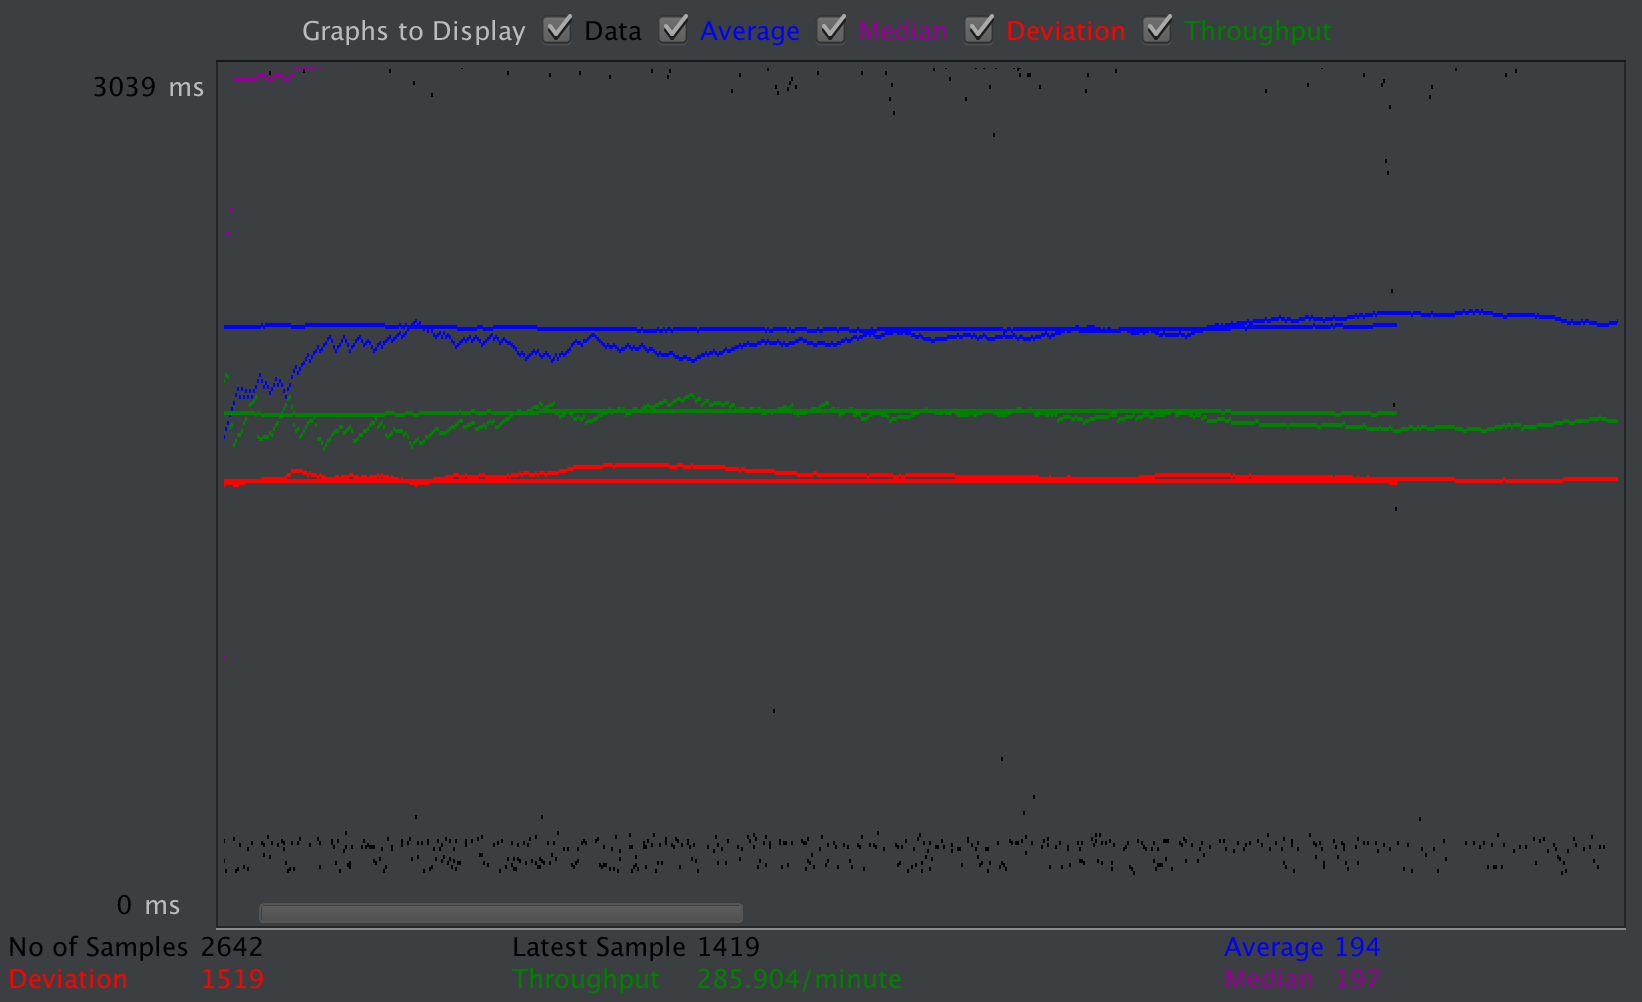 Graphs to Display Data Average Median Deviation Throughput
3039 ms
0 ms
No of Samples 2642 Latest Sample 1419 Average 194
Deviation 1519 Throughput 285.904/minute Median 197